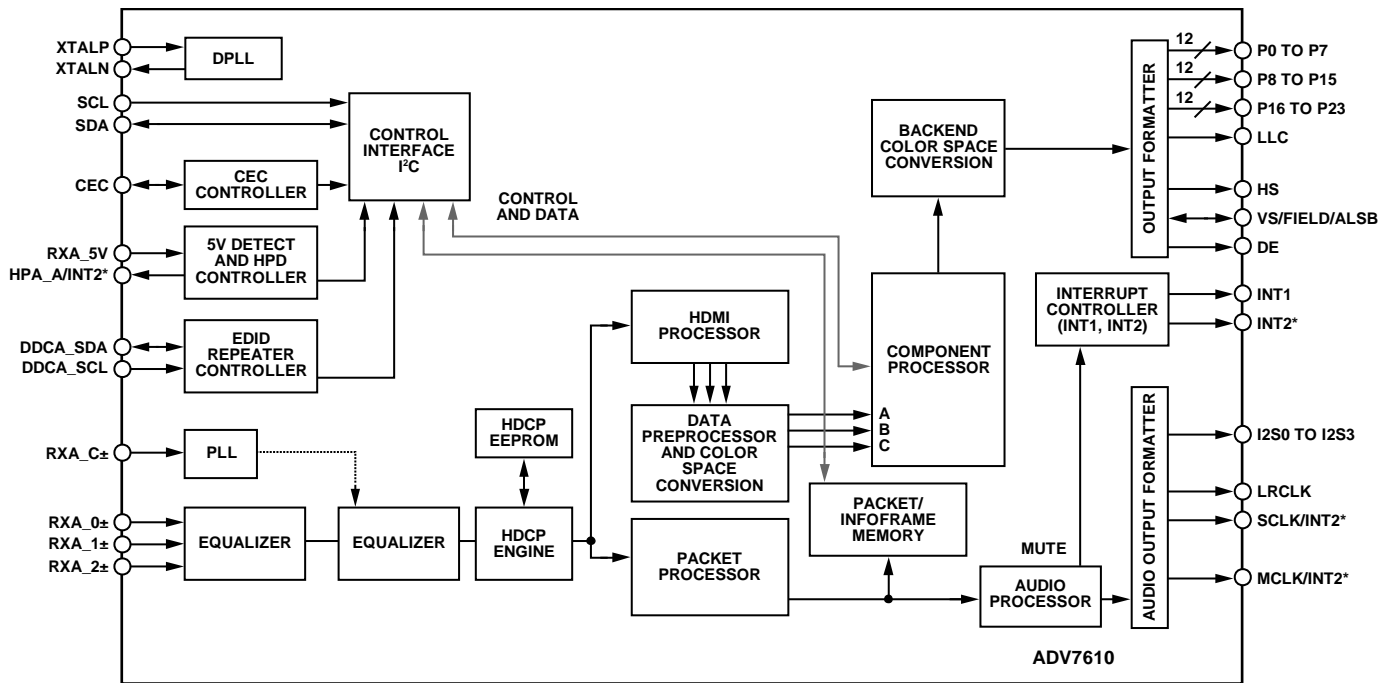 XTALP
XTALN
DPLL
SCL
SDA
CONTROL
INTERFACE
I²C
CEC
CEC
CONTROLLER
RXA_5V
HPA_A/INT2*
5V DETECT
AND HPD
CONTROLLER
DDCA_SDA
DDCA_SCL
EDID
REPEATER
CONTROLLER
RXA_C±
PLL
RXA_0±
RXA_1±
RXA_2±
EQUALIZER
EQUALIZER
HDCP
EEPROM
HDCP
ENGINE
CONTROL
AND DATA
HDMI
PROCESSOR
DATA
PREPROCESSOR
AND COLOR
SPACE
CONVERSION
PACKET
PROCESSOR
A
B
C
COMPONENT
PROCESSOR
BACKEND
COLOR SPACE
CONVERSION
PACKET/
INFOFRAME
MEMORY
MUTE
AUDIO
PROCESSOR
INTERRUPT
CONTROLLER
(INT1, INT2)
OUTPUT FORMATTER
12
12
12
P0 TO P7
P8 TO P15
P16 TO P23
LLC
HS
VS/FIELD/ALSB
DE
INT1
INT2*
AUDIO OUTPUT FORMATTER
I2S0 TO I2S3
LRCLK
SCLK/INT2*
MCLK/INT2*
ADV7610